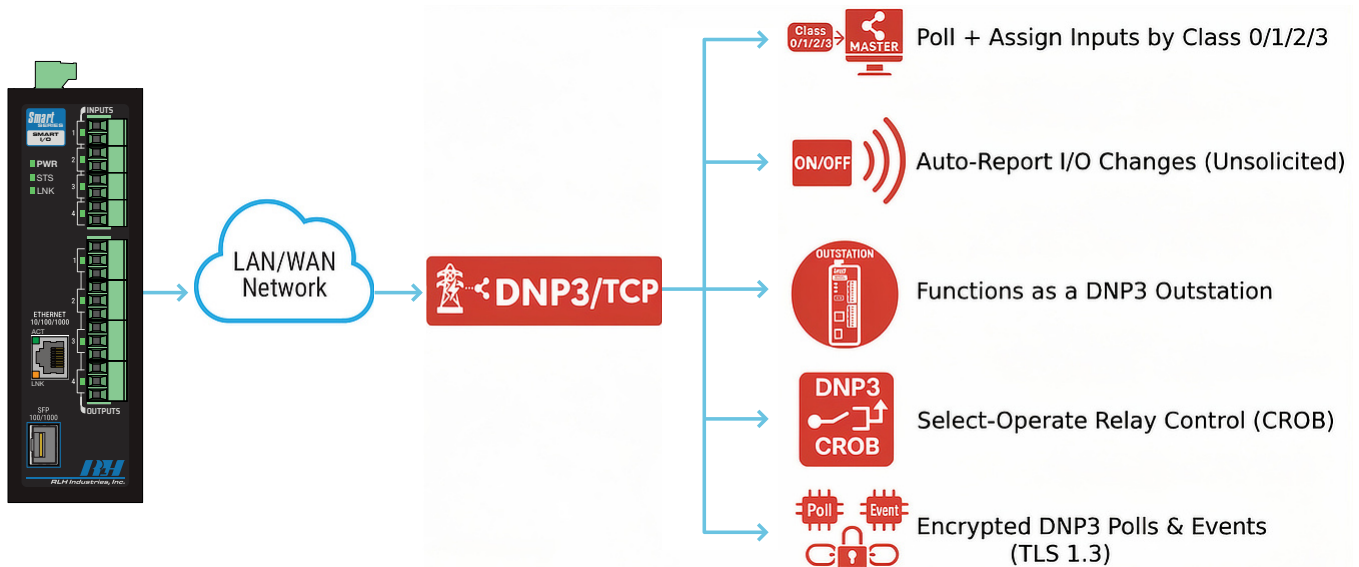 Smart
SERIES
SMART
I/O
PWR
STS
LNK
INPUTS
1
2
3
4
1
2
3
4
OUTPUTS
ETHERNET
10/100/1000
ACT
LNK
SFP
100/1000
RLH
RLH Industries, Inc.
LAN/WAN
Network
DNP3/TCP
Class
0/1/2/3
MASTER
Poll + Assign Inputs by Class 0/1/2/3
ON/OFF
Auto-Report I/O Changes (Unsolicited)
OUTSTATION
Functions as a DNP3 Outstation
DNP3
CROB
Select-Operate Relay Control (CROB)
Poll
Event
Encrypted DNP3 Polls & Events
(TLS 1.3)